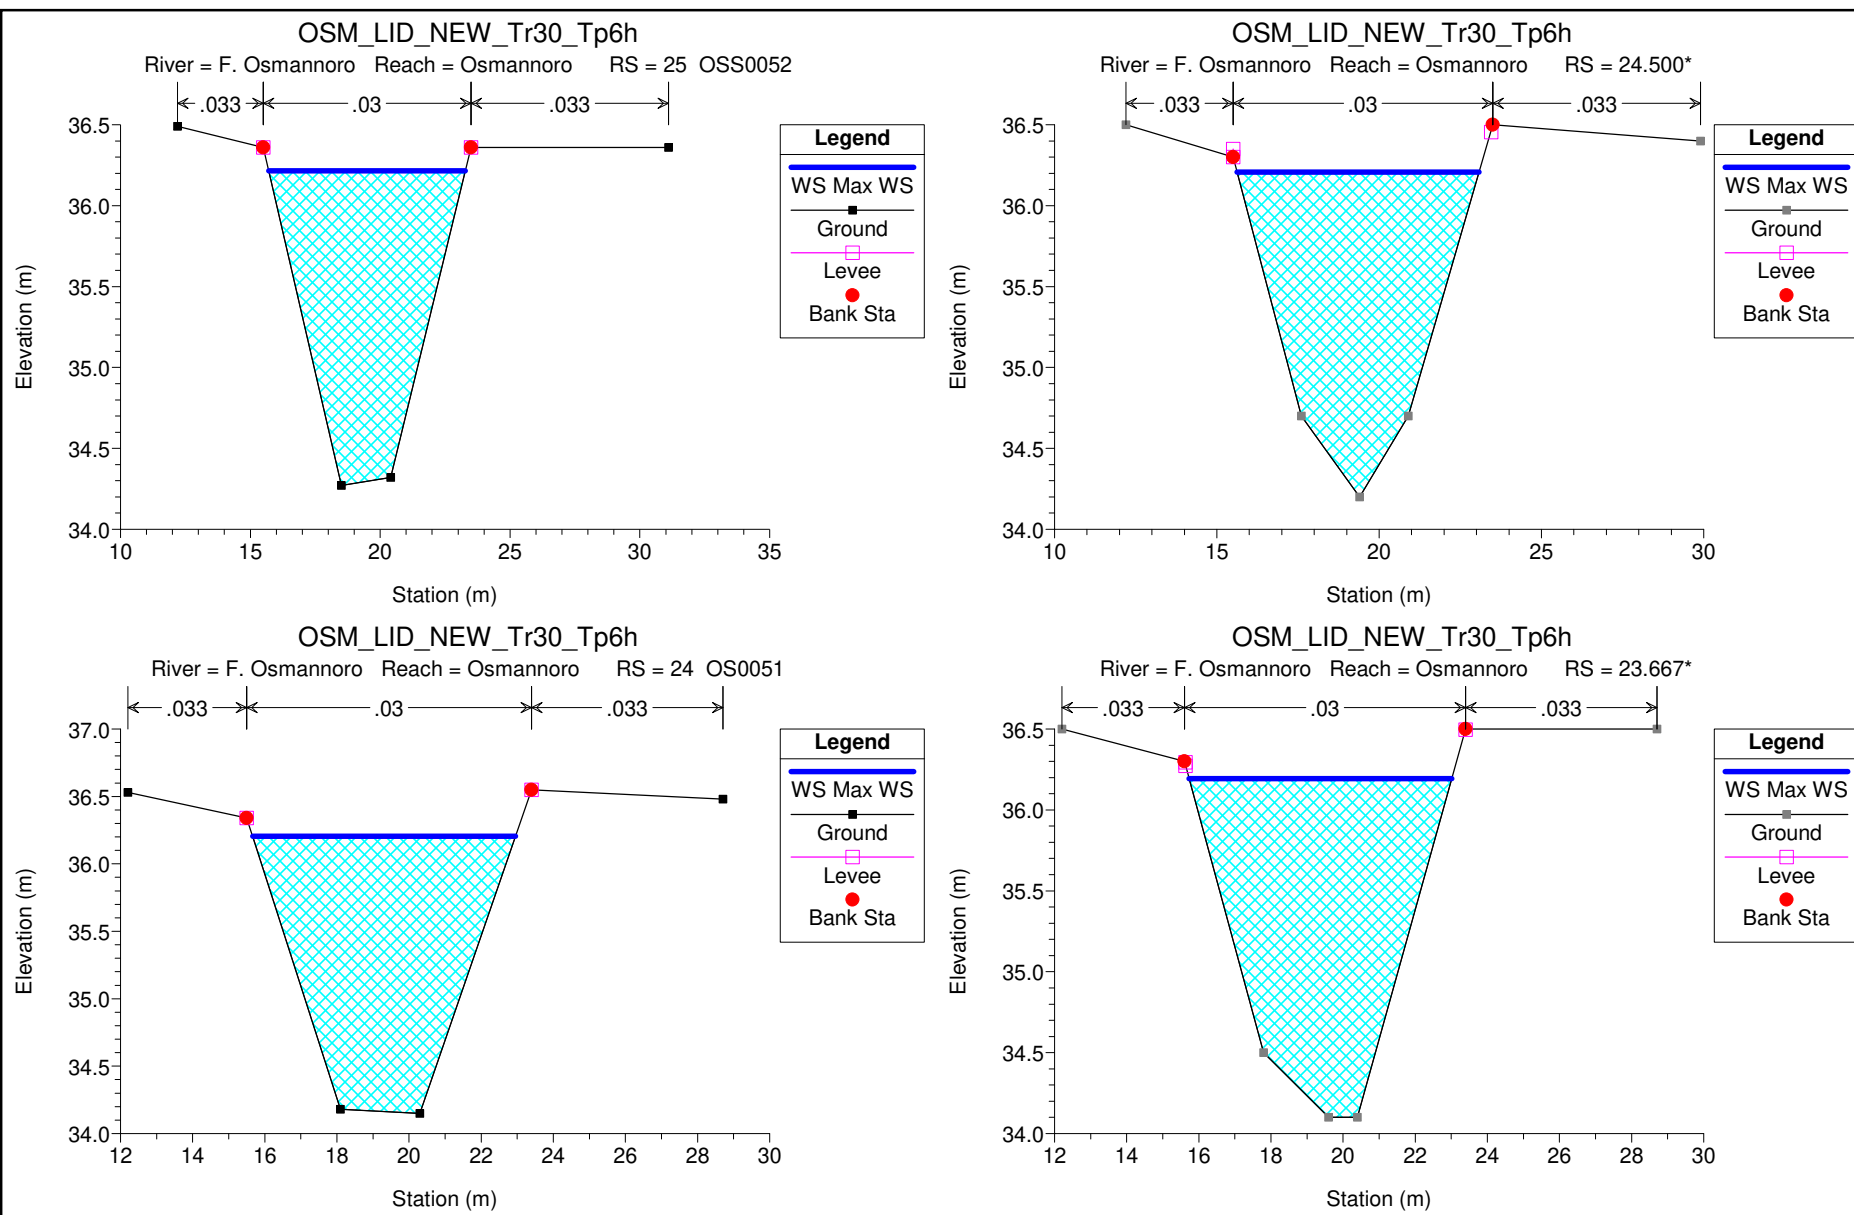 OSM_LID_NEW_Tr30_Tp6h
River = F. Osmannoro Reach = Osmannoro RS = 25 OSS0052
.033 .03 .033
36.5
36.0
35.5
35.0
34.5
34.0
Elevation (m)
10 15 20 25 30 35
Station (m)
Legend
WS Max WS
Ground
Levee
Bank Sta
OSM_LID_NEW_Tr30_Tp6h
River = F. Osmannoro Reach = Osmannoro RS = 24.500*
.033 .03 .033
36.5
36.0
35.5
35.0
34.5
34.0
Elevation (m)
10 15 20 25 30
Station (m)
Legend
WS Max WS
Ground
Levee
Bank Sta
OSM_LID_NEW_Tr30_Tp6h
River = F. Osmannoro Reach = Osmannoro RS = 24 OS0051
.033 .03 .033
37.0
36.5
36.0
35.5
35.0
34.5
34.0
Elevation (m)
12 14 16 18 20 22 24 26 28 30
Station (m)
Legend
WS Max WS
Ground
Levee
Bank Sta
OSM_LID_NEW_Tr30_Tp6h
River = F. Osmannoro Reach = Osmannoro RS = 23.667*
.033 .03 .033
36.5
36.0
35.5
35.0
34.5
34.0
Elevation (m)
12 14 16 18 20 22 24 26 28 30
Station (m)
Legend
WS Max WS
Ground
Levee
Bank Sta